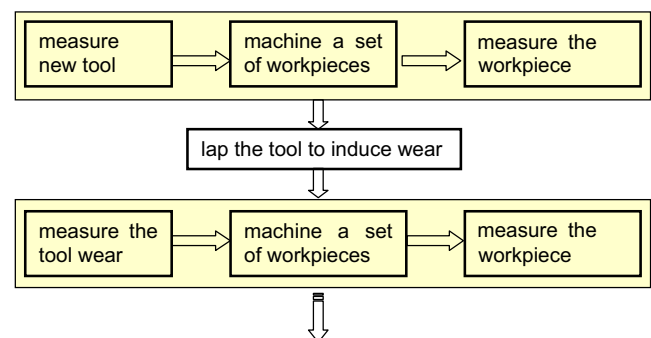 measure
new tool
machine a set
of workpieces
measure the
workpiece
lap the tool to induce wear
measure the
tool wear
machine a set
of workpieces
measure the
workpiece